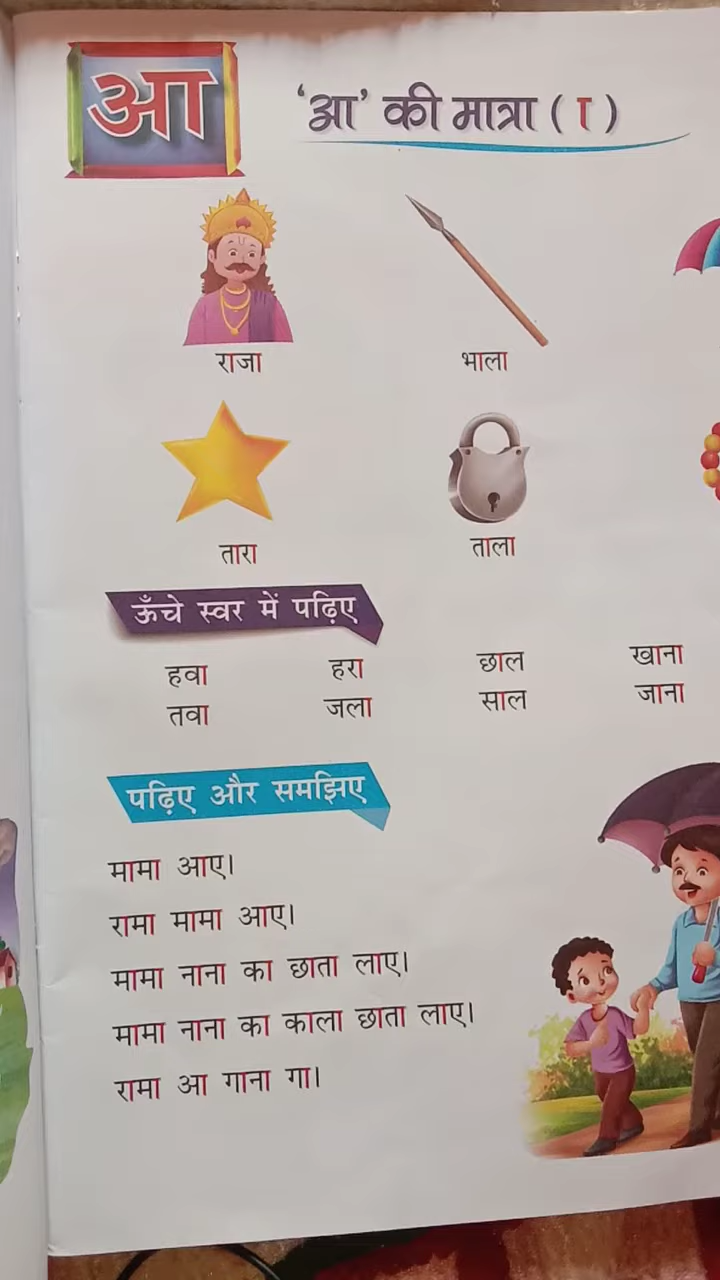 आ
'आ' की मात्रा ( ा )
राजा भाला
तारा ताला
ऊँचे स्वर में पढ़िए
हवा हरा छाल खाना
तवा जला साल जाना
पढ़िए और समझिए
मामा आए।
रामा मामा आए।
मामा नाना का छाता लाए।
मामा नाना का काला छाता लाए।
रामा आ गाना गा।